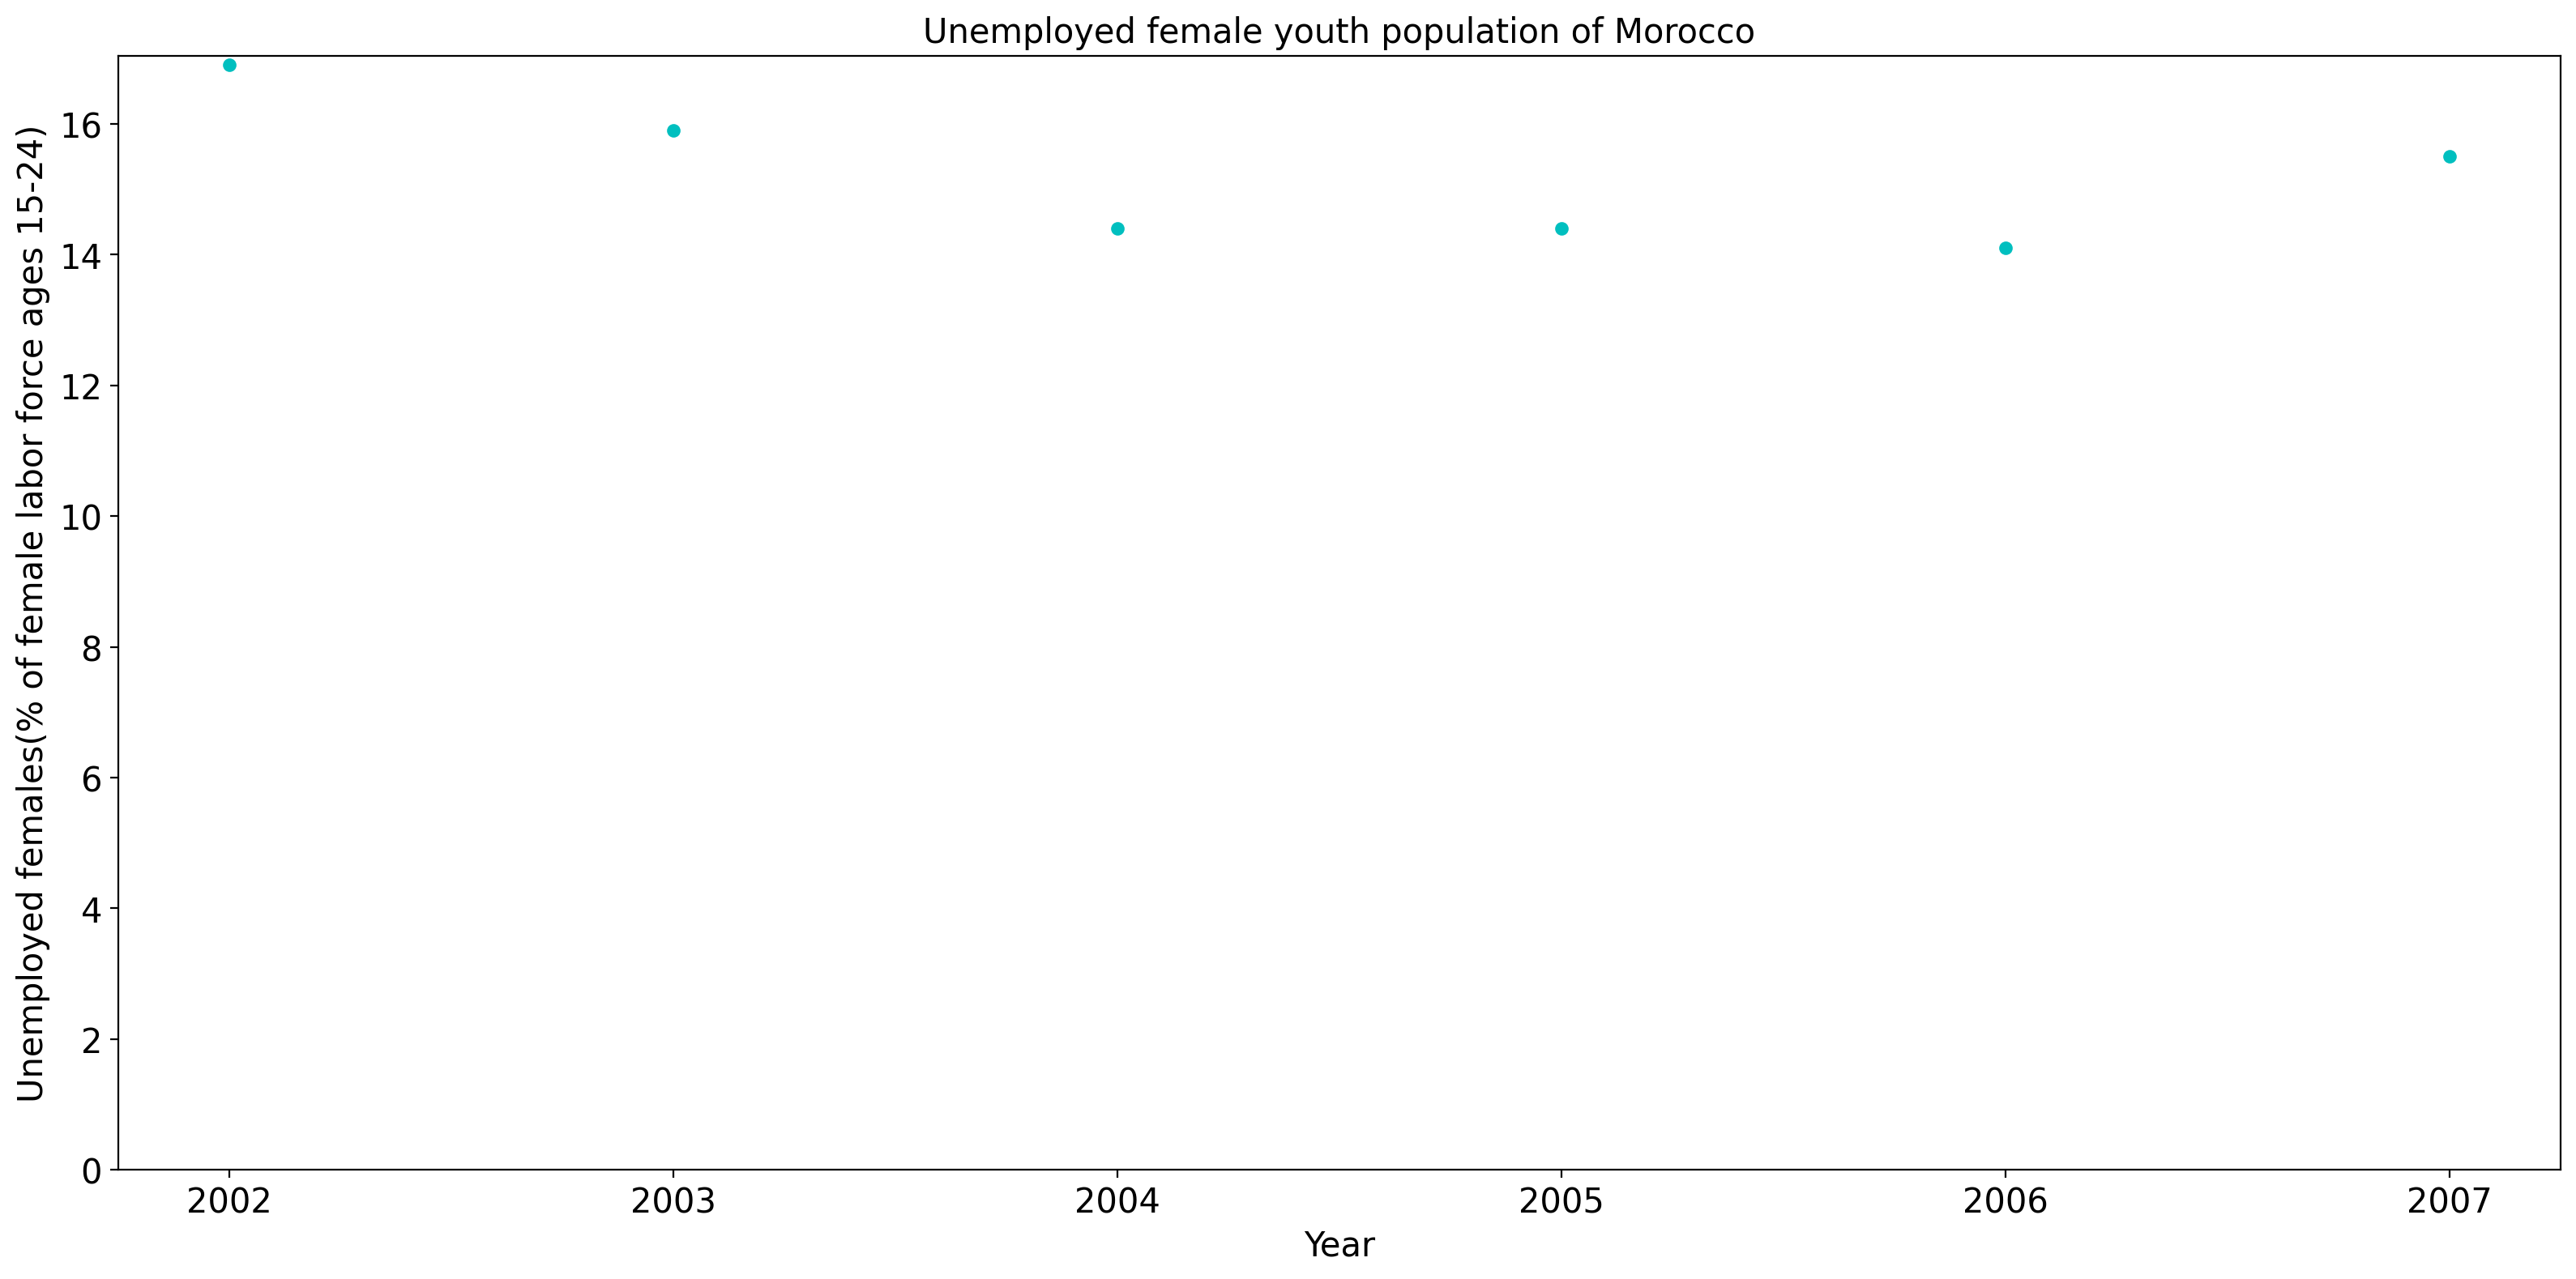 Unemployed female youth population of Morocco
Unemployed females(% of female labor force ages 15-24)
16
14
12
10
8
6
4
2
0
2002 2003 2004 2005 2006 2007
Year